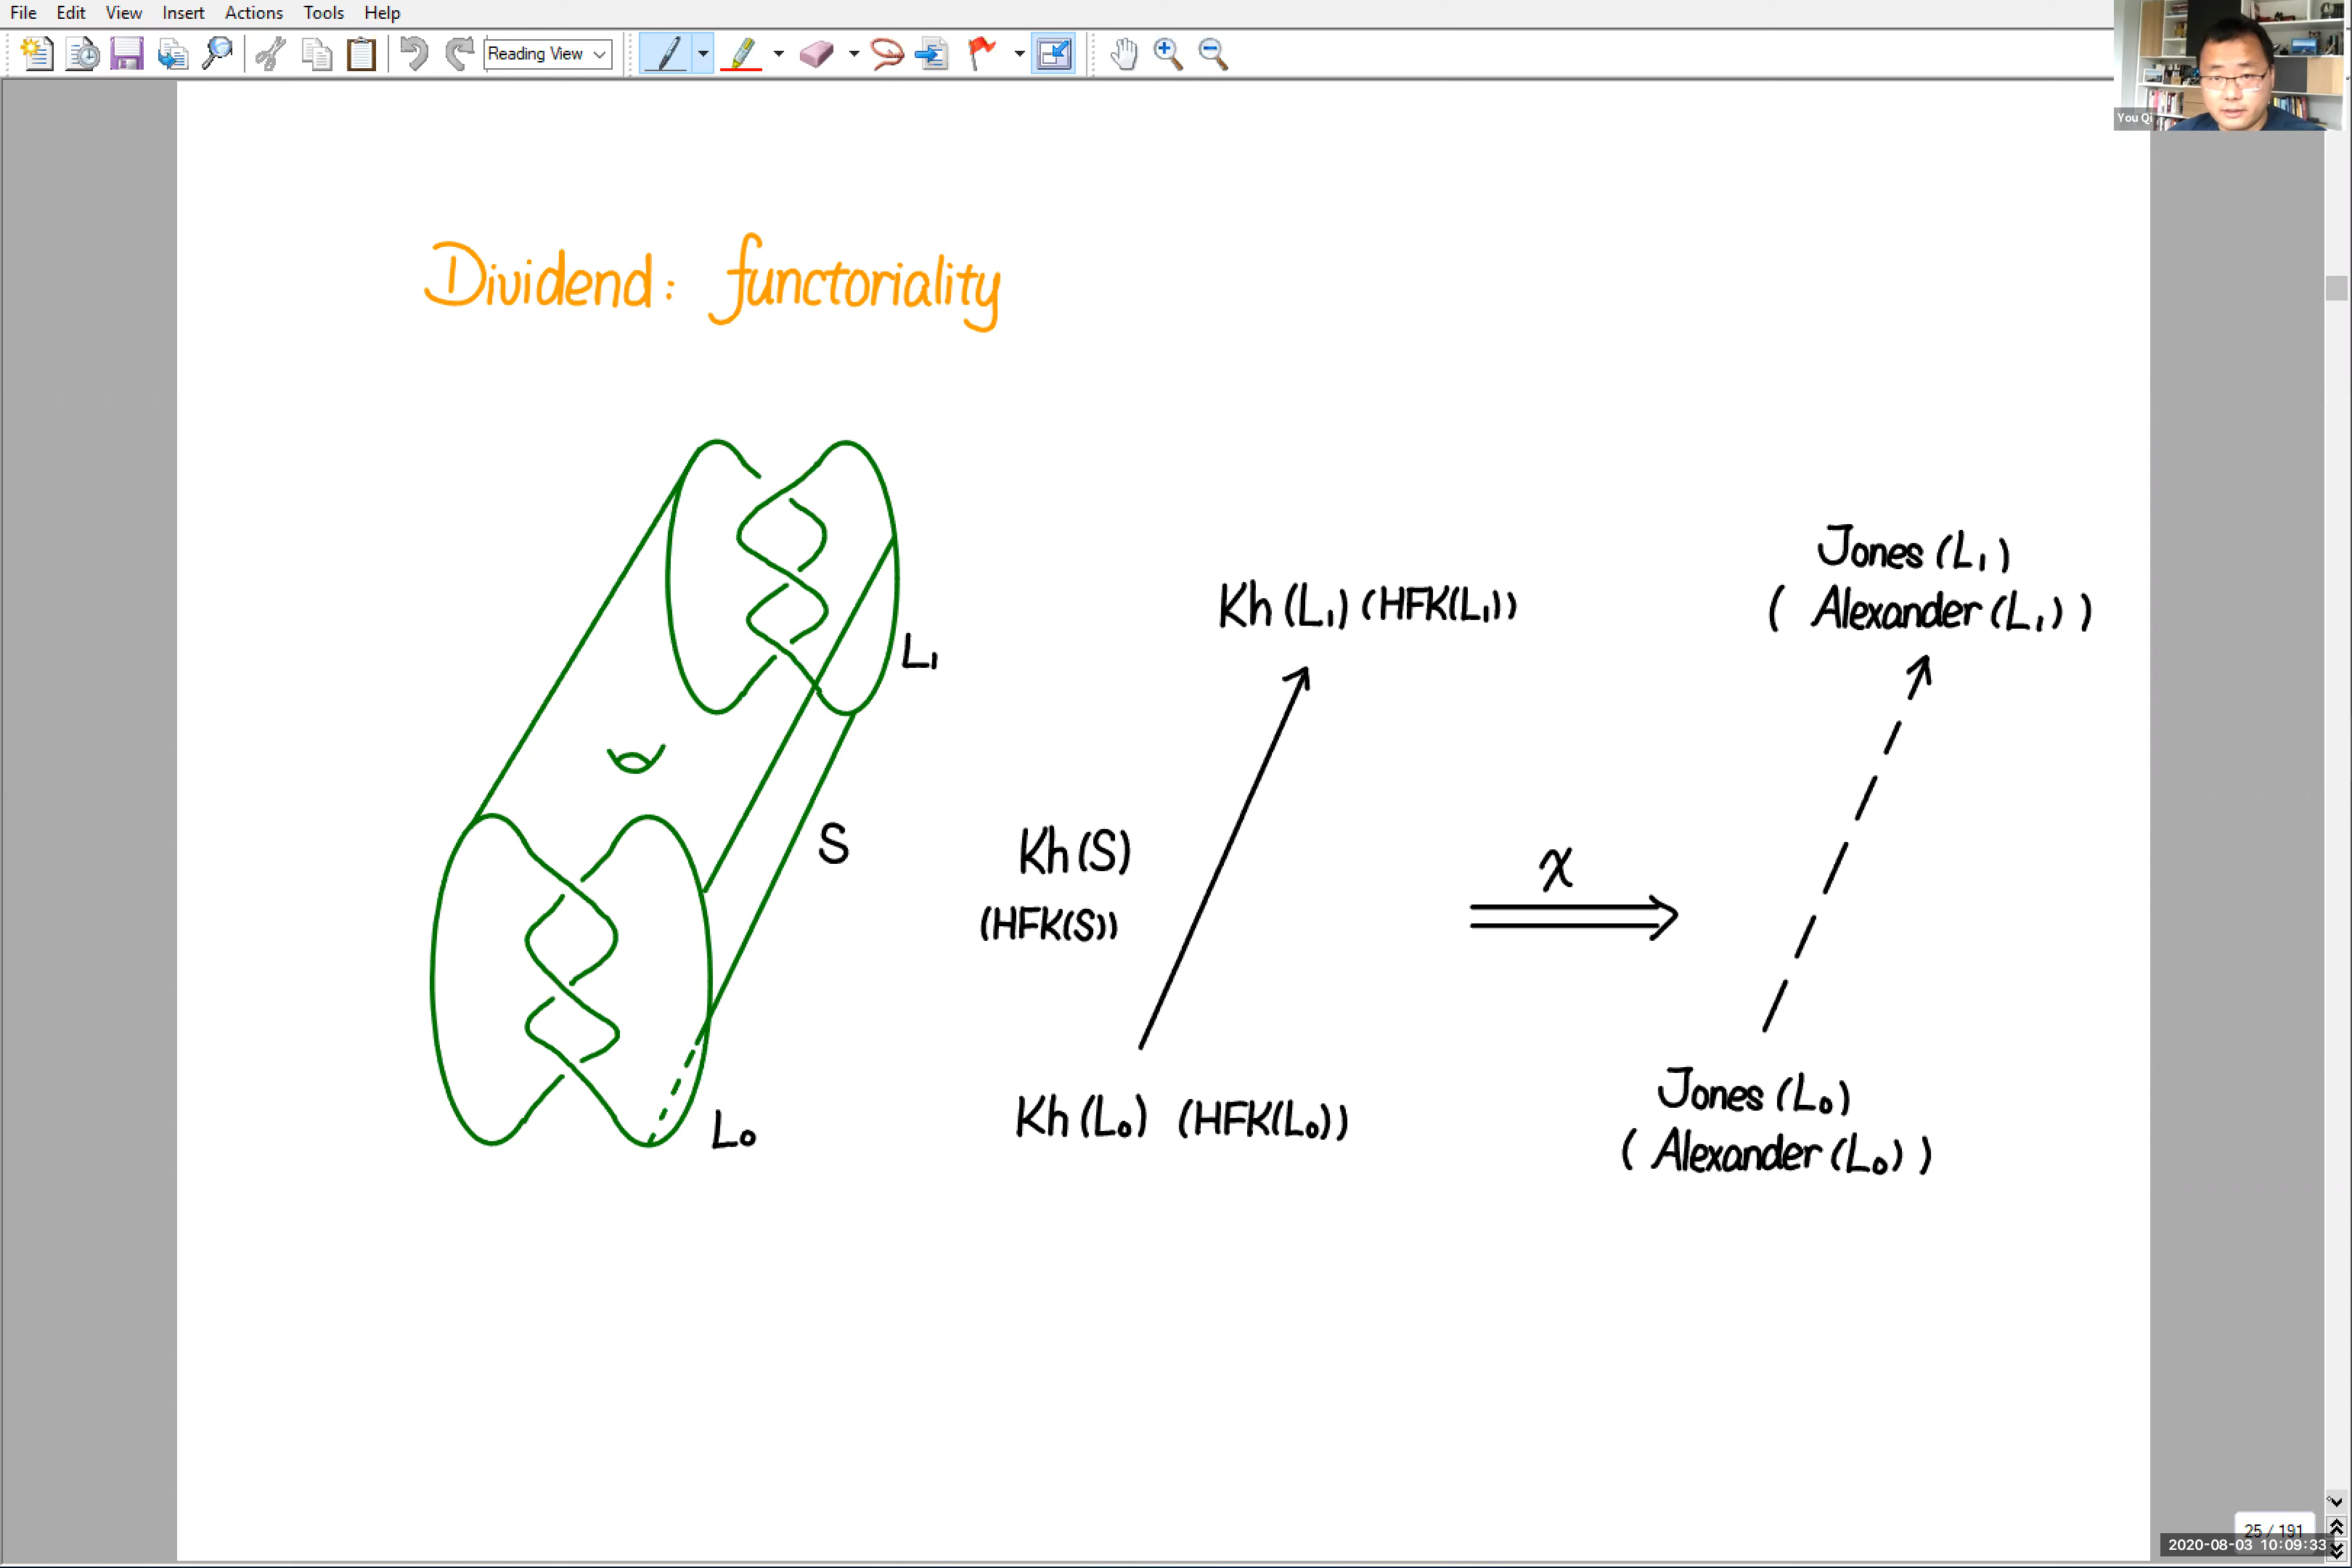 File Edit View Insert Actions Tools Help
Reading View
You Qi
Dividend: functoriality
L₁
S
L₀
Kh(L₁) (HFK(L₁))
Kh(S)
(HFK(S))
Kh(L₀) (HFK(L₀))
χ
Jones(L₁)
( Alexander(L₁) )
Jones(L₀)
( Alexander(L₀) )
25 / 191
2020-08-03 10:09:33